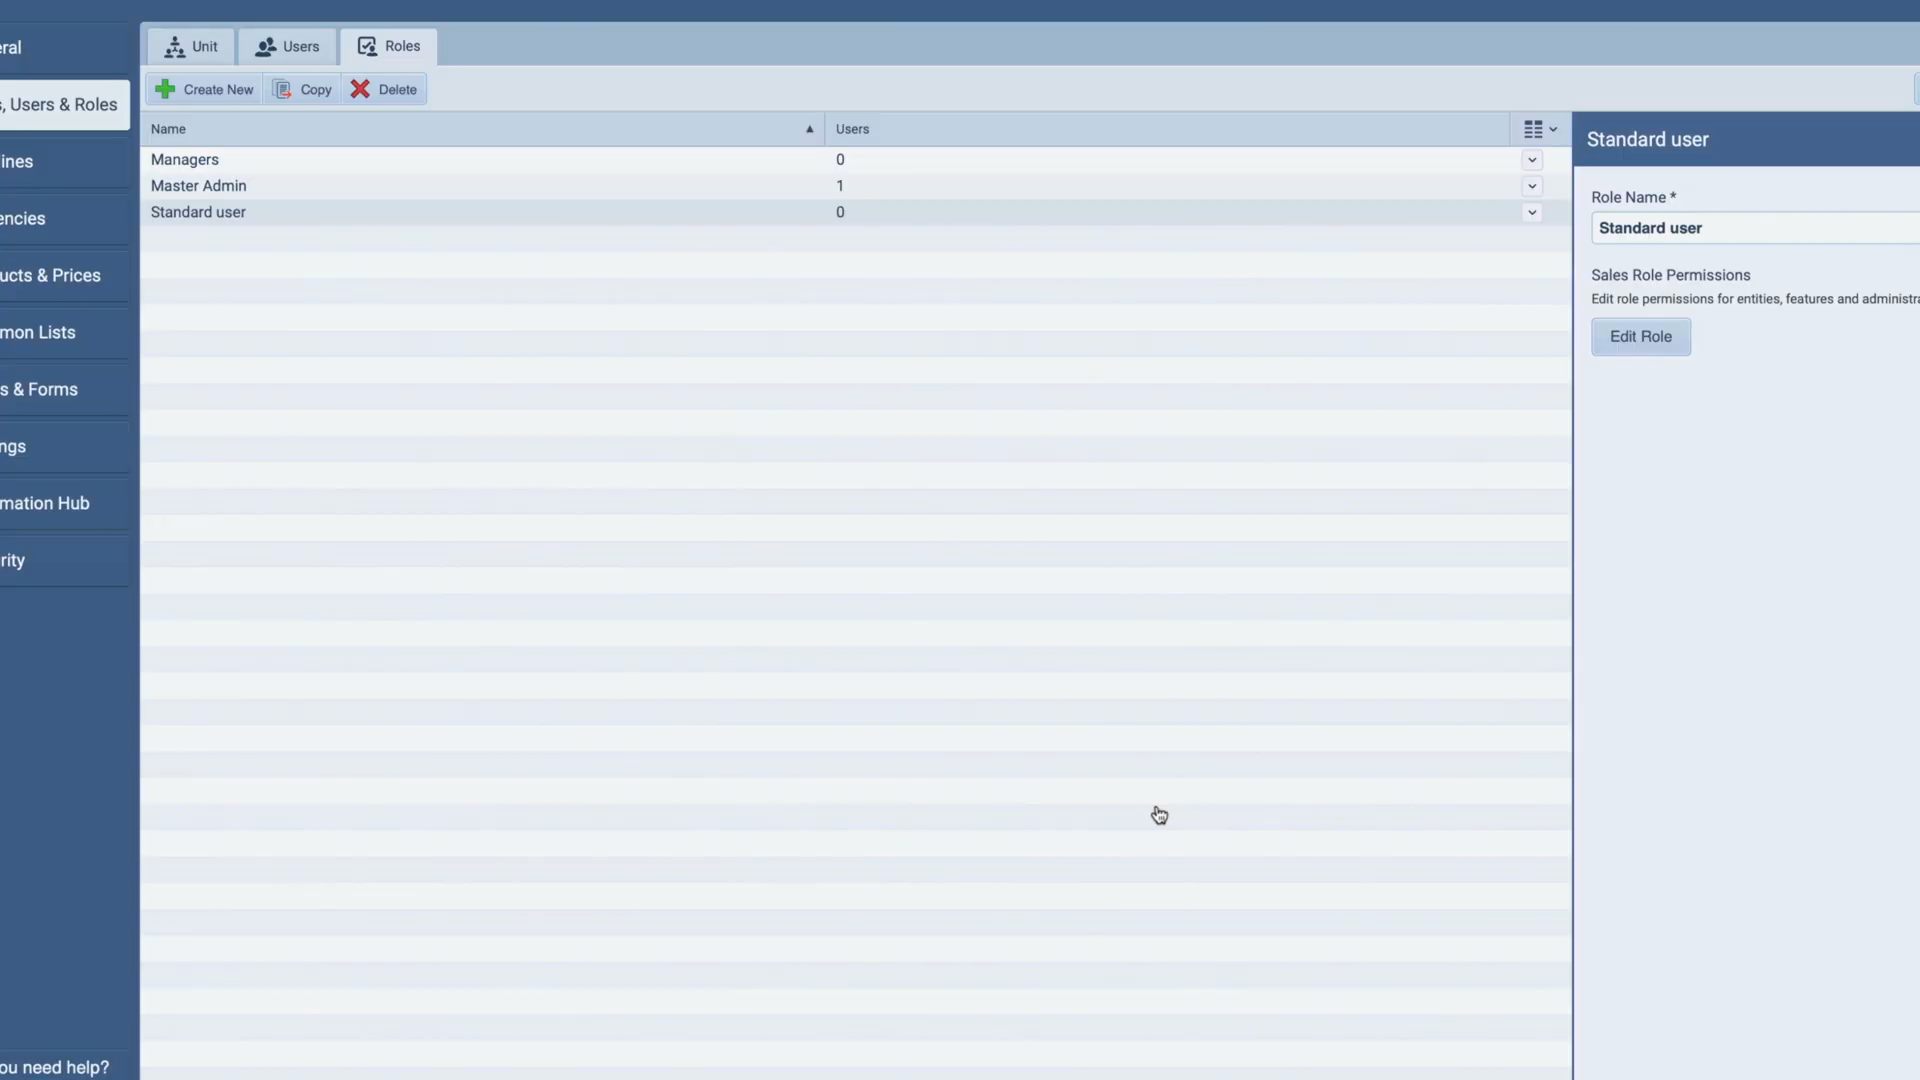 Unit
Users
Roles
Create New
Copy
Delete
Name
Users
Managers
0
Master Admin
1
Standard user
0
eral
s, Users & Roles
ines
encies
ucts & Prices
mon Lists
s & Forms
ngs
mation Hub
rity
ou need help?
Standard user
Role Name *
Standard user
Sales Role Permissions
Edit role permissions for entities, features and administra
Edit Role